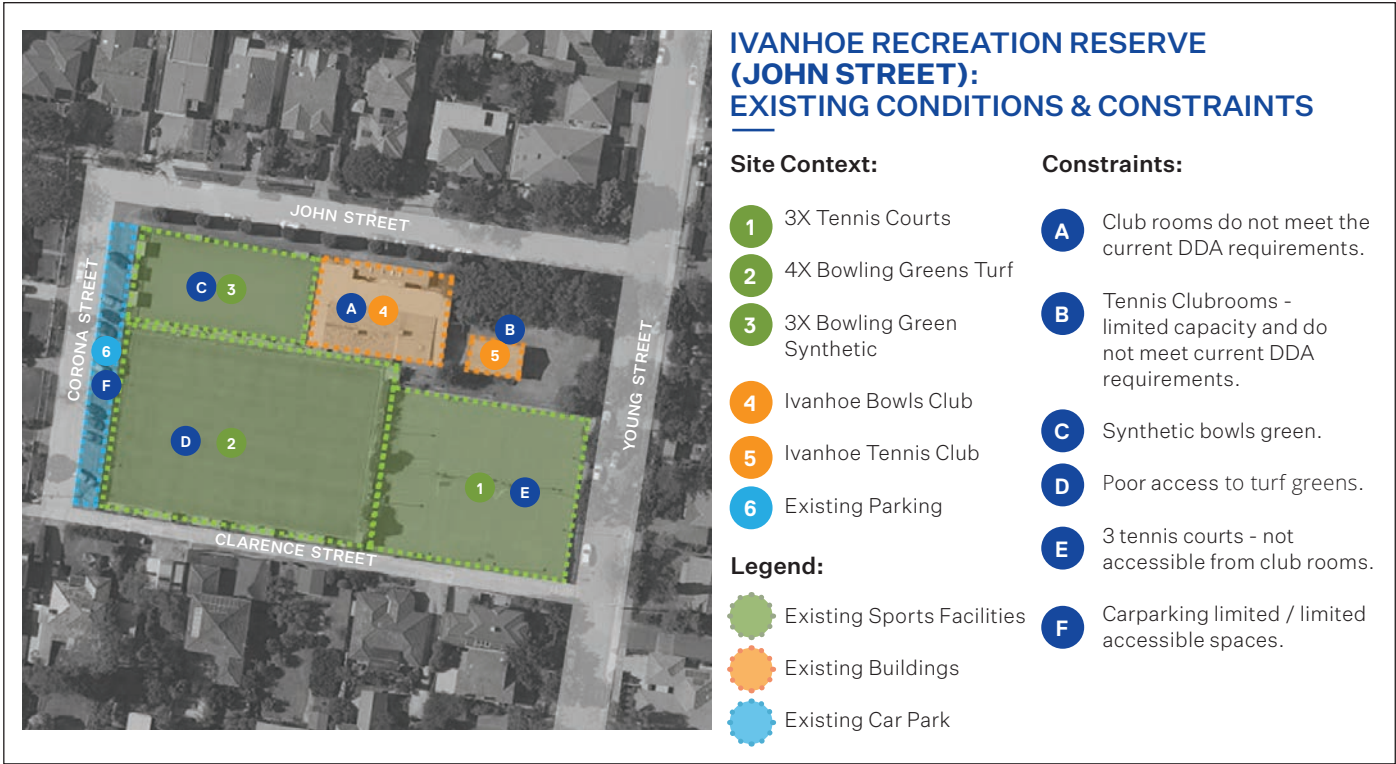 IVANHOE RECREATION RESERVE
(JOHN STREET):
EXISTING CONDITIONS & CONSTRAINTS
Site Context:
1 3X Tennis Courts
2 4X Bowling Greens Turf
3 3X Bowling Green
Synthetic
4 Ivanhoe Bowls Club
5 Ivanhoe Tennis Club
6 Existing Parking
Legend:
Existing Sports Facilities
Existing Buildings
Existing Car Park
Constraints:
A Club rooms do not meet the
current DDA requirements.
B Tennis Clubrooms -
limited capacity and do
not meet current DDA
requirements.
C Synthetic bowls green.
D Poor access to turf greens.
E 3 tennis courts - not
accessible from club rooms.
F Carparking limited / limited
accessible spaces.
JOHN STREET
CORONA STREET
YOUNG STREET
CLARENCE STREET
C 3
A 4
B
5
6
F
D 2
1 E